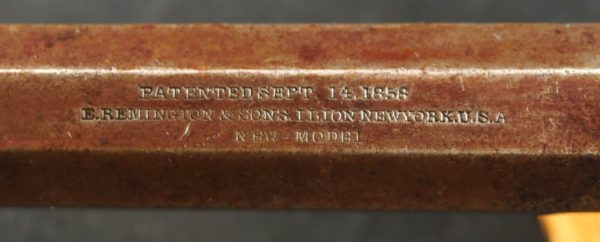 PATENTED SEPT 14.1858
E.REMINGTON & SONS.ILION.NEWYORK.U.S.A
NEW-MODEL